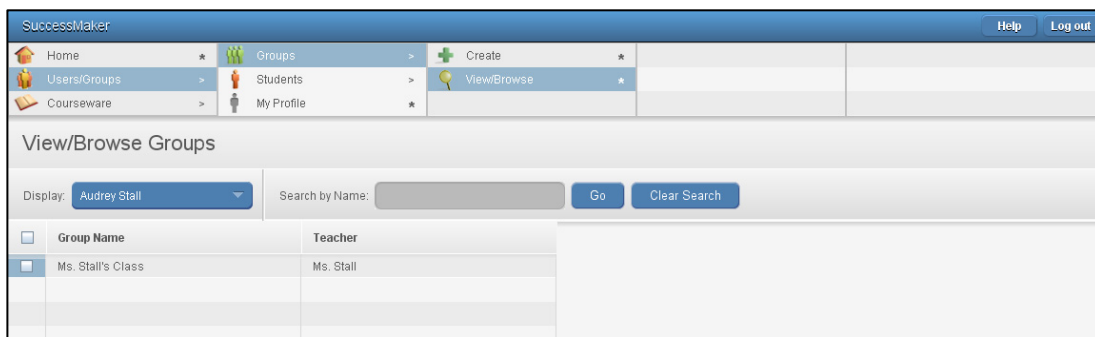 SuccessMaker Help Log out
Home * Groups > Create *
Users/Groups > Students > View/Browse *
Courseware > My Profile *
View/Browse Groups
Display: Audrey Stall Search by Name: Go Clear Search
Group Name Teacher
Ms. Stall's Class Ms. Stall